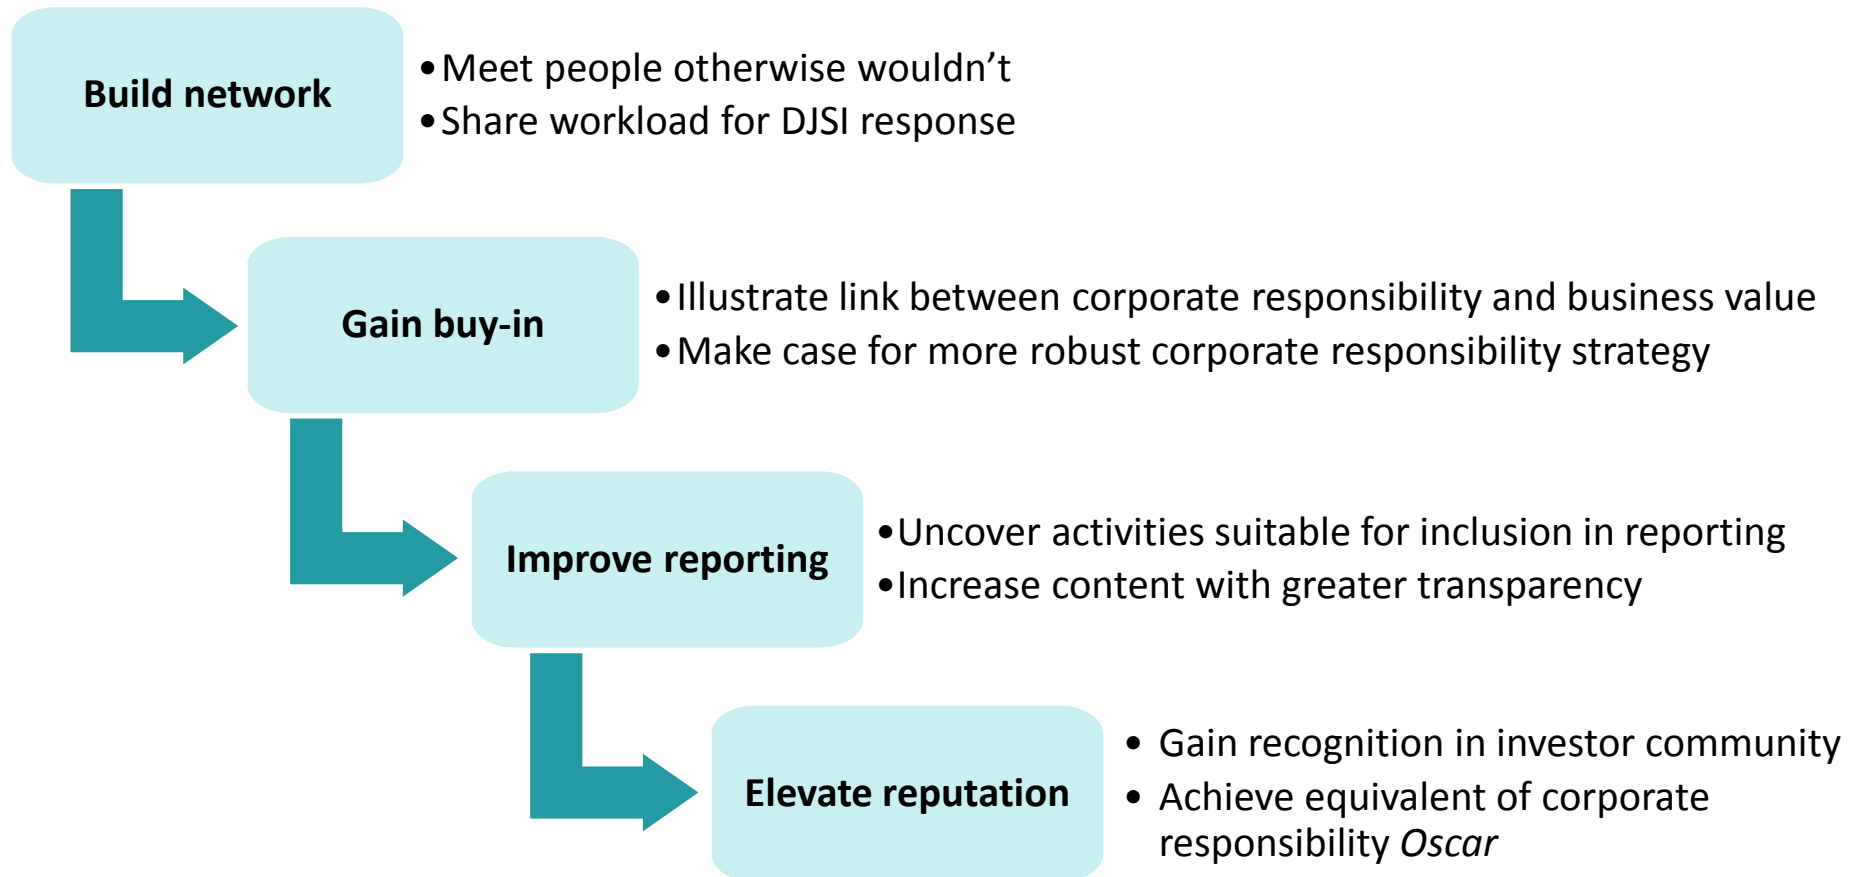 Build network
•Meet people otherwise wouldn’t
•Share workload for DJSI response
Gain buy-in
•Illustrate link between corporate responsibility and business value
•Make case for more robust corporate responsibility strategy
Improve reporting
•Uncover activities suitable for inclusion in reporting
•Increase content with greater transparency
Elevate reputation
• Gain recognition in investor community
• Achieve equivalent of corporate
responsibility Oscar